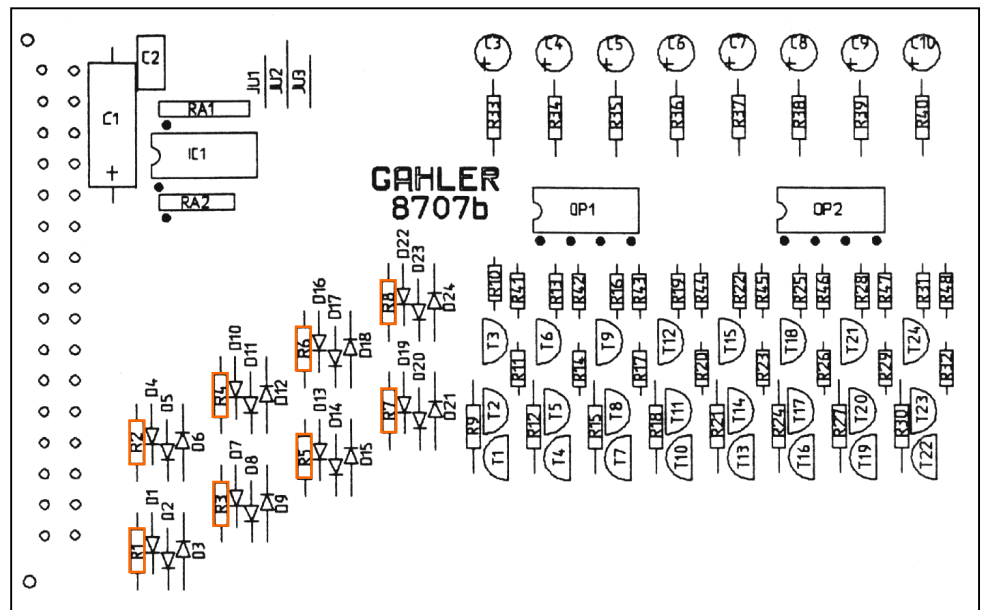 C3 C4 C5 C6 C7 C8 C9 C10
C2
JU1 JU2 JU3
RA1
C1
R33 R34 R35 R36 R37 R38 R39 R40
IC1
GAHLER
8707b
RA2
OP1 OP2
D22
D23
R8
D24
D16
D17
R6
D18
D10
D11
R4
D12
D4
D5
R2
D6
D19
D20
R7
D21
D13
D14
R5
D15
D7
D8
R3
D9
D1
D2
R1
D3
R10 R41 R13 R42 R16 R43 R19 R44 R22 R45 R25 R46 R28 R47 R31 R48
T3 T6 T9 T12 T15 T18 T21 T24
R11 R14 R17 R20 R23 R26 R29 R32
R9 T2 R12 T5 R15 T8 R18 T11 R21 T14 R24 T17 R27 T20 R30 T23
T1 T4 T7 T10 T13 T16 T19 T22